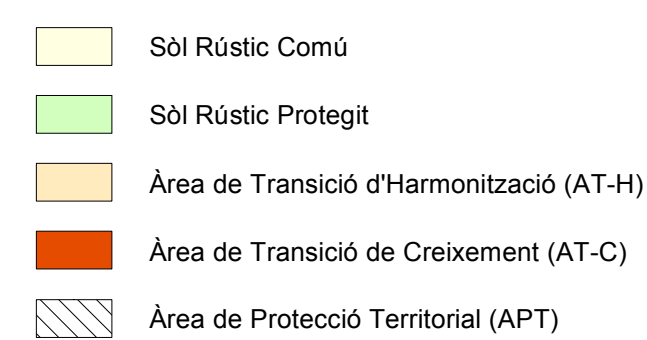 Sòl Rústic Comú
Sòl Rústic Protegit
Àrea de Transició d'Harmonització (AT-H)
Àrea de Transició de Creixement (AT-C)
Àrea de Protecció Territorial (APT)